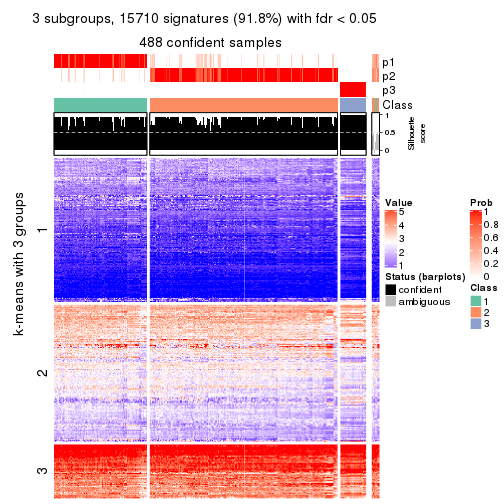 3 subgroups, 15710 signatures (91.8%) with fdr < 0.05
488 confident samples
p1
p2
p3
Class
1
0.5
0
Silhouette
score
k-means with 3 groups
1
2
3
Value
5
4
3
2
1
Status (barplots)
confident
ambiguous
Prob
1
0.8
0.6
0.4
0.2
0
Class
1
2
3